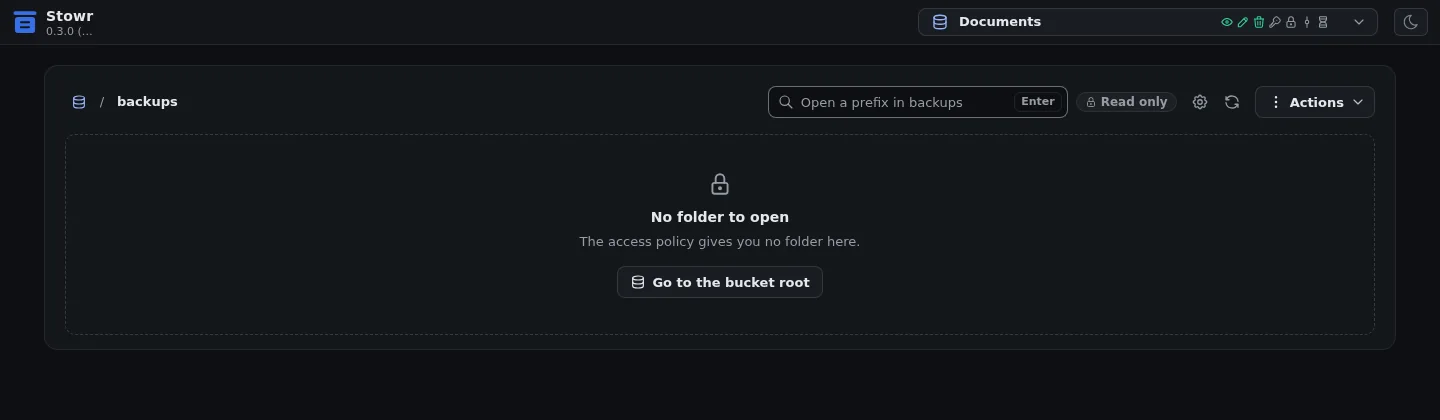 Stowr
0.3.0 (...
Documents
/ backups
Open a prefix in backups
Enter
Read only
Actions
No folder to open
The access policy gives you no folder here.
Go to the bucket root